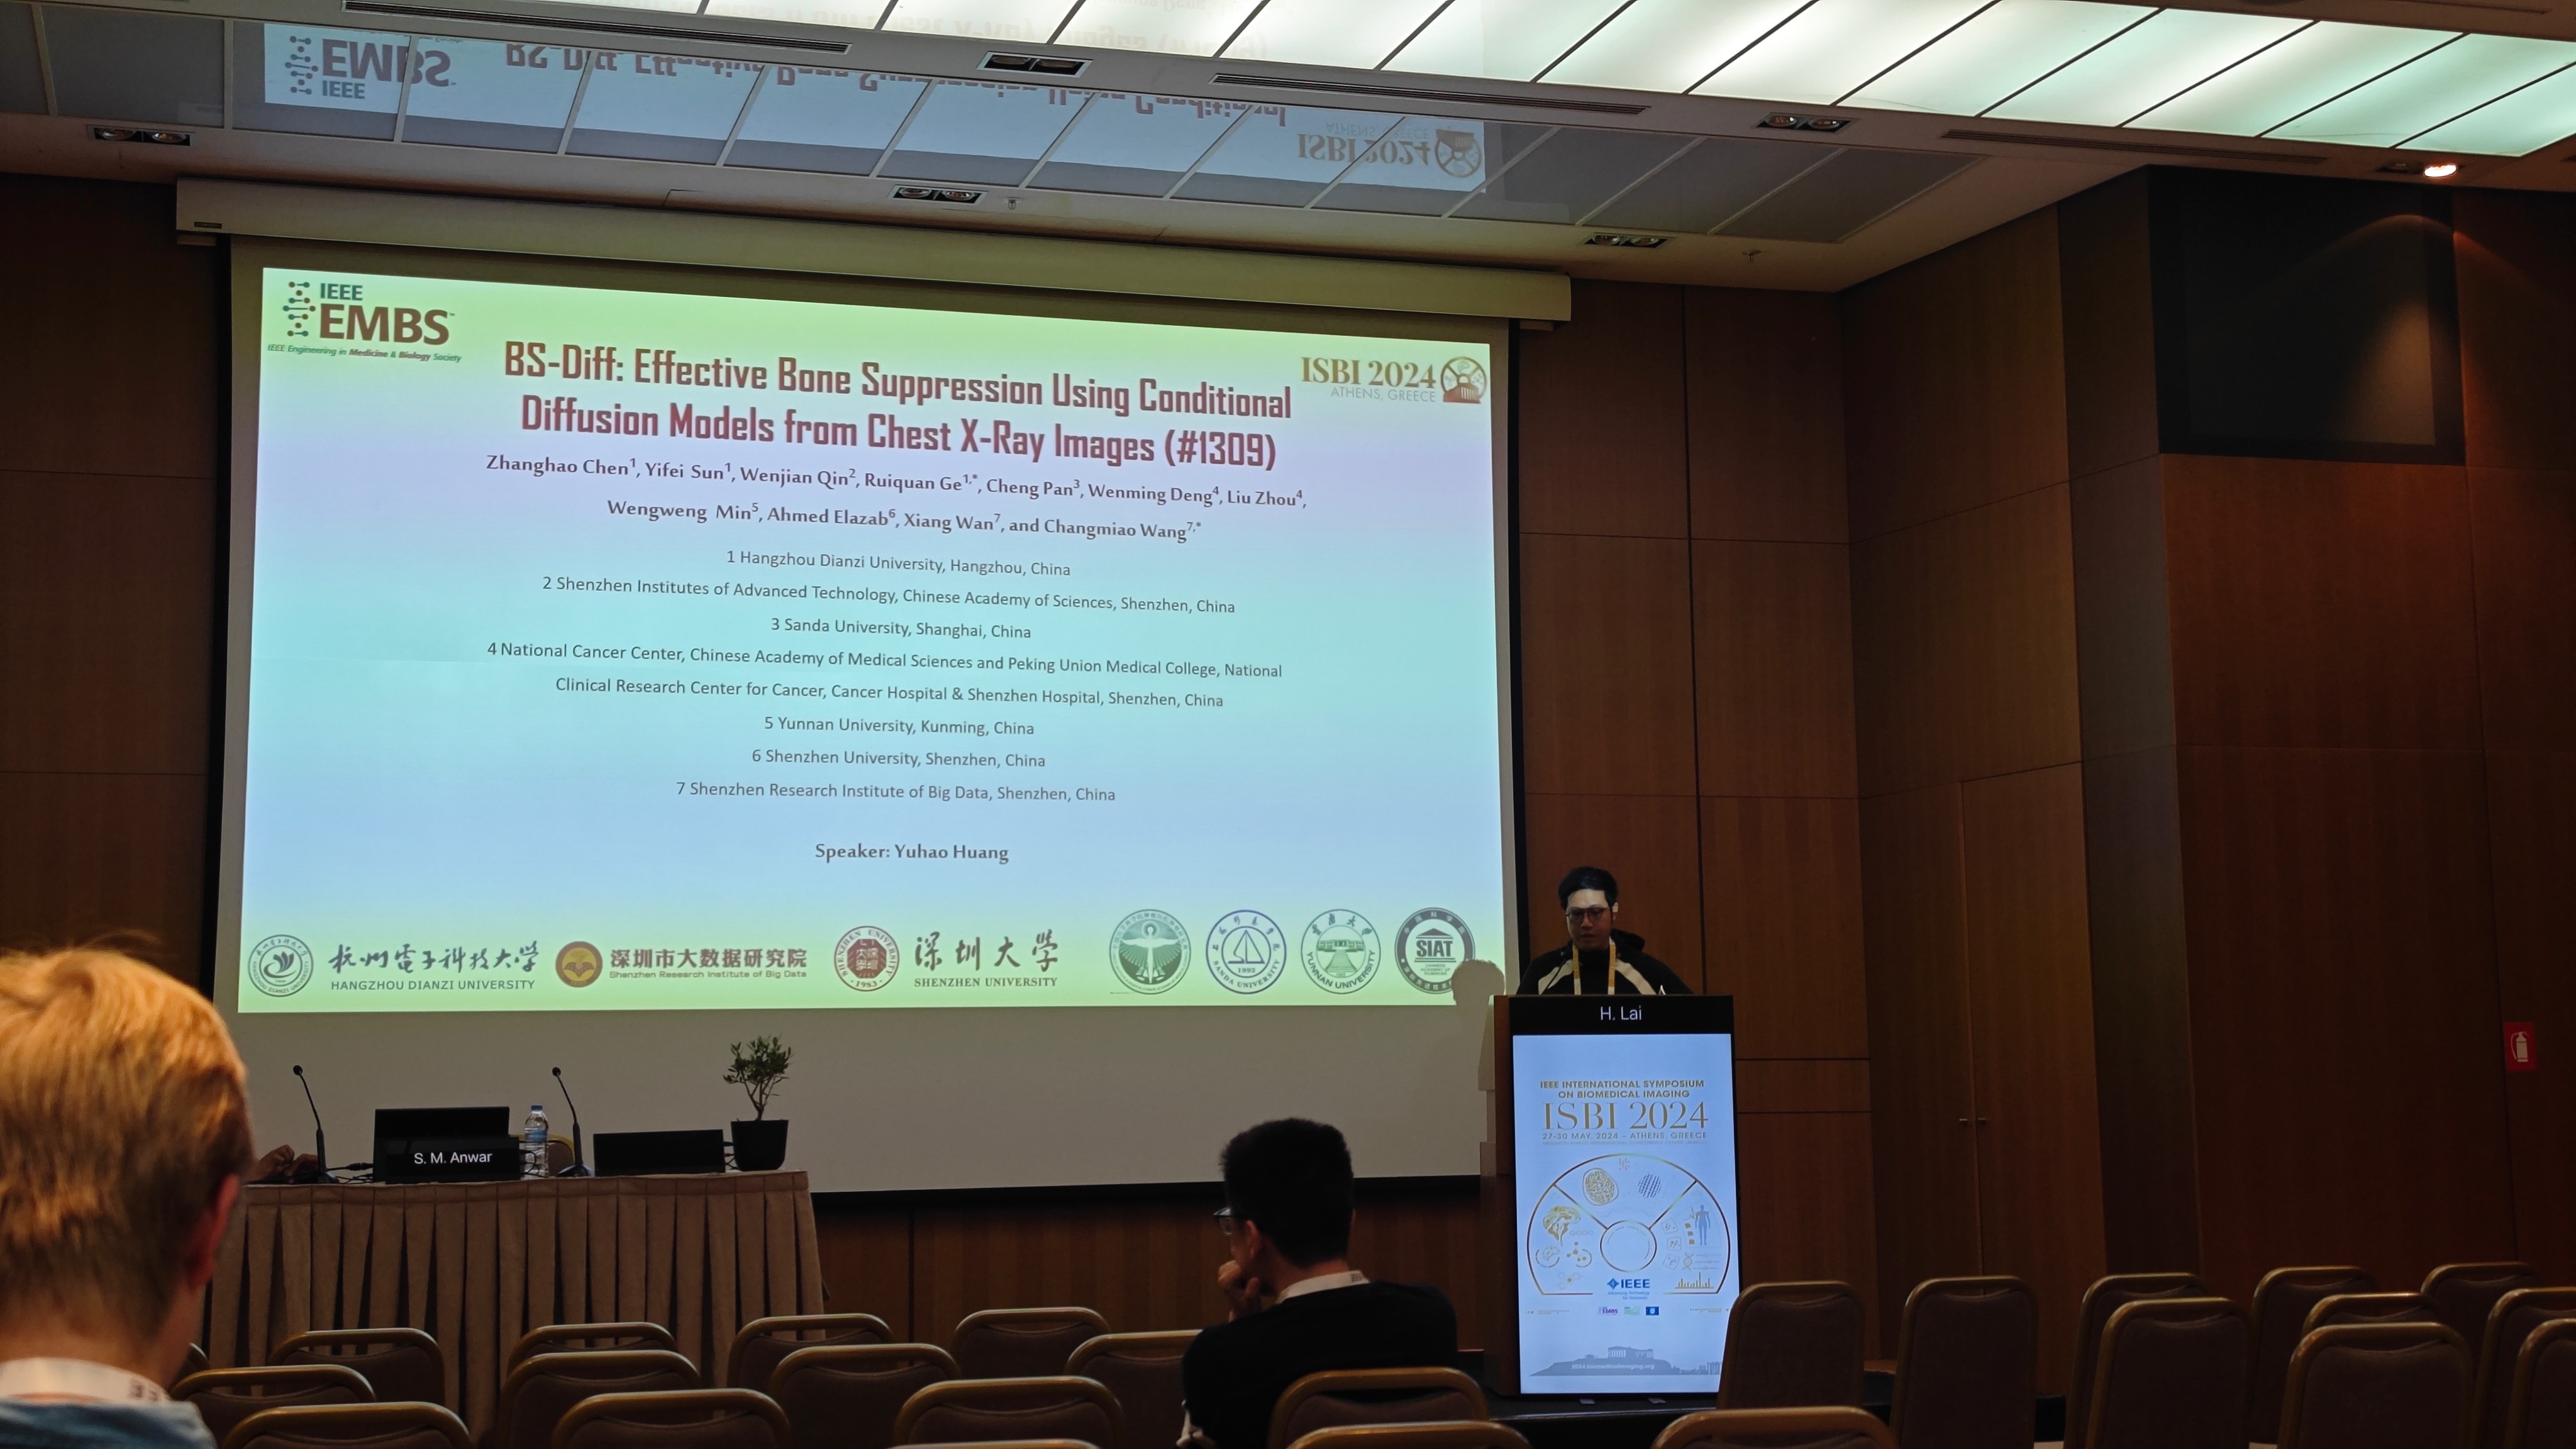 IEEE
EMBS
IEEE Engineering in Medicine & Biology Society
ISBI 2024
ATHENS, GREECE
BS-Diff: Effective Bone Suppression Using Conditional
Diffusion Models from Chest X-Ray Images (#1309)
Zhanghao Chen1, Yifei Sun1, Wenjian Qin2, Ruiquan Ge1,*, Cheng Pan3, Wenming Deng4, Liu Zhou4,
Wengweng Min5, Ahmed Elazab6, Xiang Wan7, and Changmiao Wang7,*
1 Hangzhou Dianzi University, Hangzhou, China
2 Shenzhen Institutes of Advanced Technology, Chinese Academy of Sciences, Shenzhen, China
3 Sanda University, Shanghai, China
4 National Cancer Center, Chinese Academy of Medical Sciences and Peking Union Medical College, National
Clinical Research Center for Cancer, Cancer Hospital & Shenzhen Hospital, Shenzhen, China
5 Yunnan University, Kunming, China
6 Shenzhen University, Shenzhen, China
7 Shenzhen Research Institute of Big Data, Shenzhen, China
Speaker: Yuhao Huang
杭州電子科技大学
HANGZHOU DIANZI UNIVERSITY
深圳市大数据研究院
Shenzhen Research Institute of Big Data
SHENZHEN UNIVERSITY
1983
深圳大学
SHENZHEN UNIVERSITY
SANDA UNIVERSITY
1992
YUNNAN UNIVERSITY
SIAT
S. M. Anwar
H. Lai
IEEE INTERNATIONAL SYMPOSIUM
ON BIOMEDICAL IMAGING
ISBI 2024
27-30 MAY, 2024 - ATHENS, GREECE
IEEE